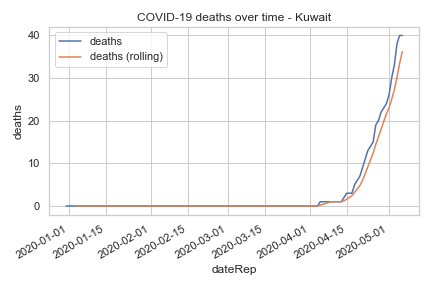 COVID-19 deaths over time - Kuwait
deaths
deaths (rolling)
deaths
40
30
20
10
0
2020-01-01
2020-01-15
2020-02-01
2020-02-15
2020-03-01
2020-03-15
2020-04-01
2020-04-15
2020-05-01
dateRep